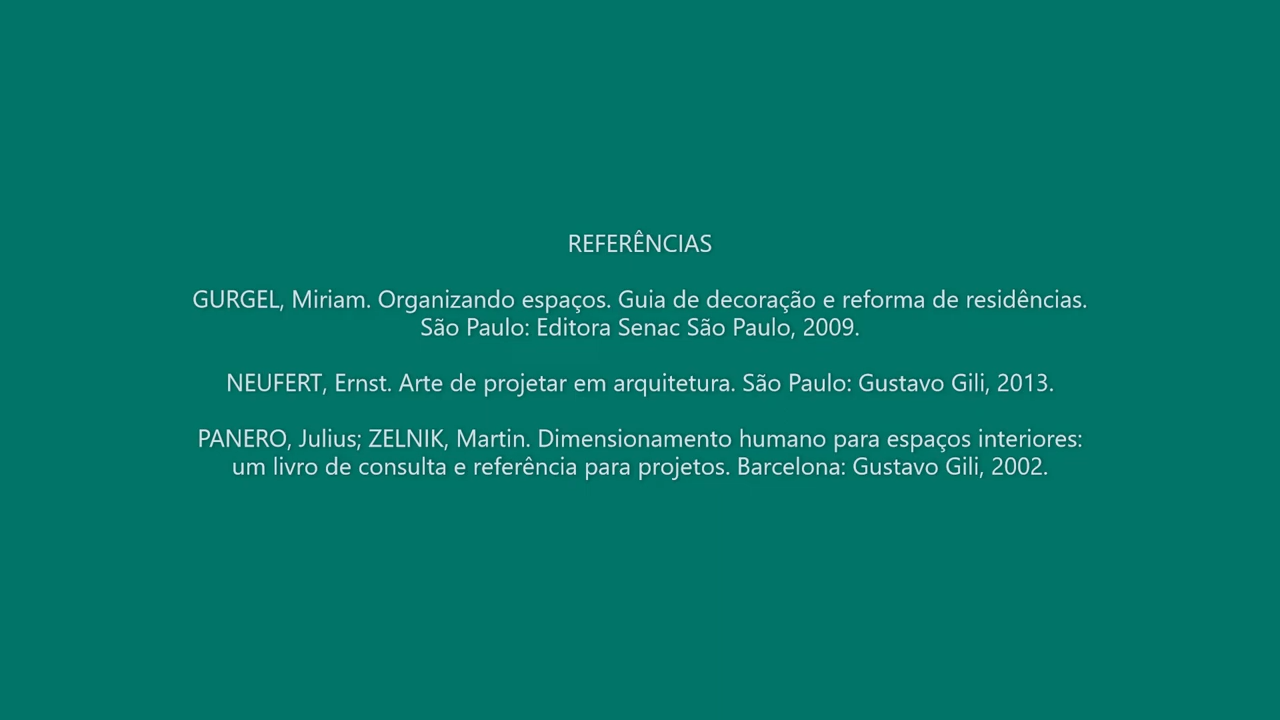 REFERÊNCIAS
GURGEL, Miriam. Organizando espaços. Guia de decoração e reforma de residências.
São Paulo: Editora Senac São Paulo, 2009.
NEUFERT, Ernst. Arte de projetar em arquitetura. São Paulo: Gustavo Gili, 2013.
PANERO, Julius; ZELNIK, Martin. Dimensionamento humano para espaços interiores:
um livro de consulta e referência para projetos. Barcelona: Gustavo Gili, 2002.